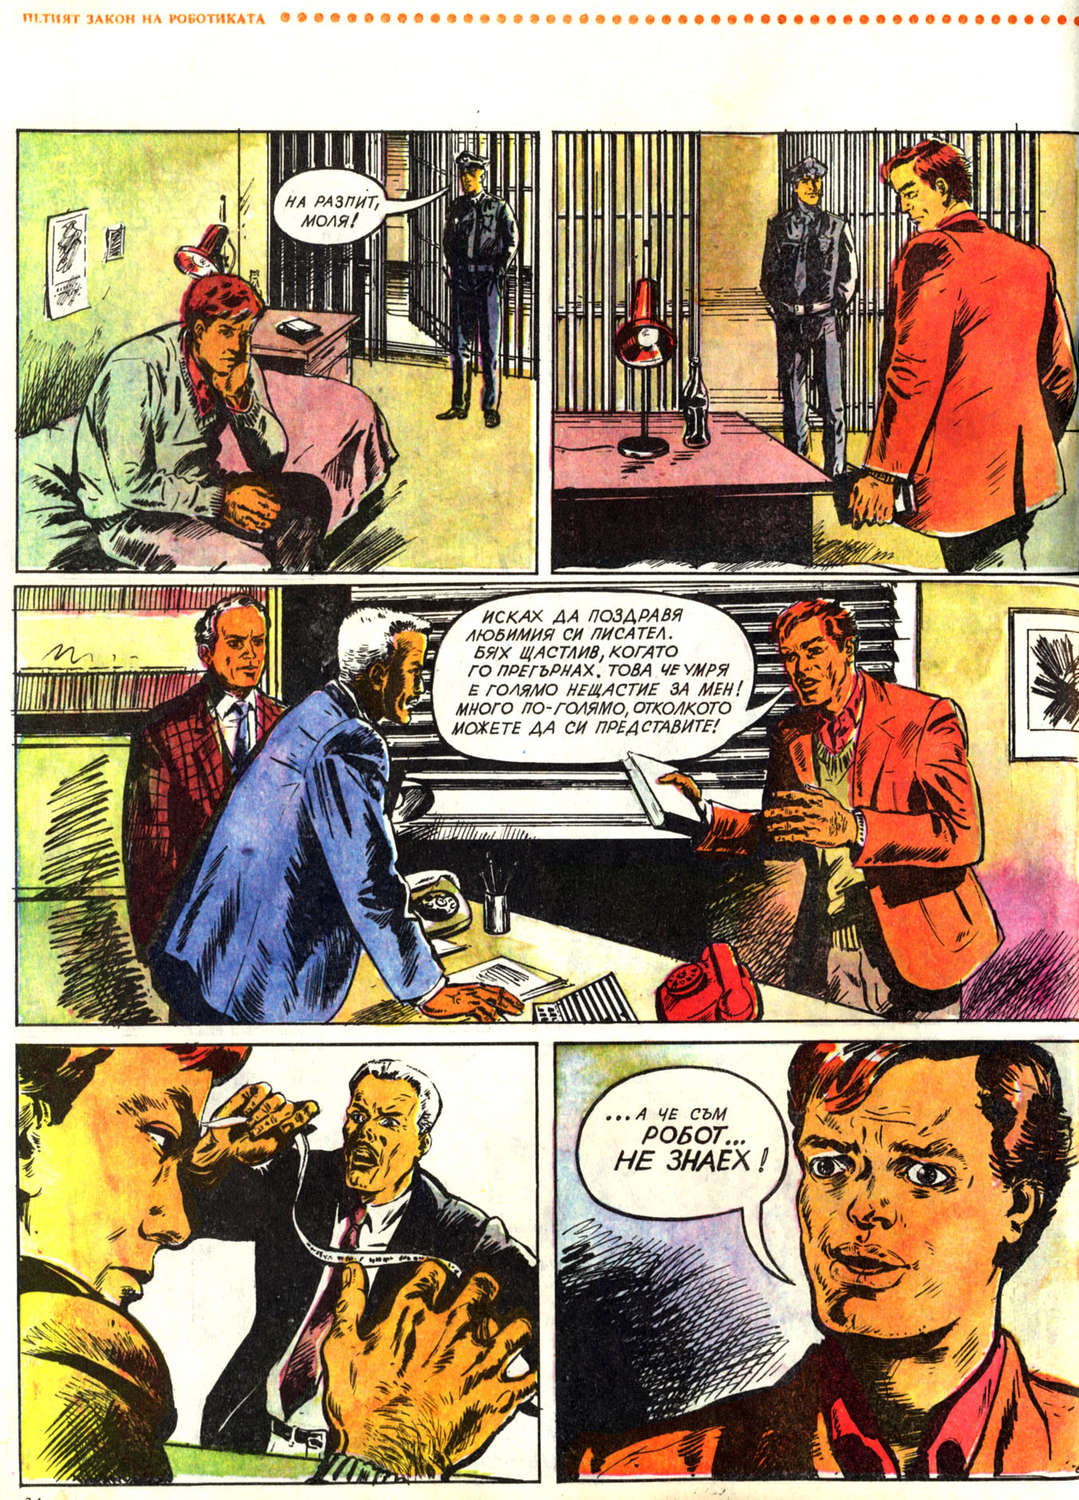 ПЕТИЯТ ЗАКОН НА РОБОТИКАТА
НА РАЗПИТ,
МОЛЯ!
ИСКАХ ДА ПОЗДРАВЯ
ЛЮБИМИЯ СИ ПИСАТЕЛ.
БЯХ ЩАСТЛИВ, КОГАТО
ГО ПРЕГЪРНАХ. ТОВА ЧЕ УМРЯ
Е ГОЛЯМО НЕЩАСТИЕ ЗА МЕН!
МНОГО ПО-ГОЛЯМО, ОТКОЛКОТО
МОЖЕТЕ ДА СИ ПРЕДСТАВИТЕ!
...А ЧЕ СЪМ
РОБОТ...
НЕ ЗНАЕХ!